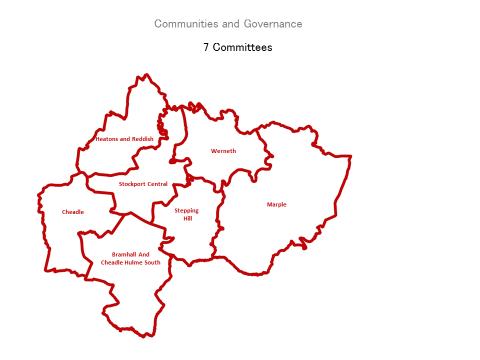 Communities and Governance
7 Committees
Heatons and Reddish
Werneth
Stockport Central
Cheadle
Stepping
Hill
Marple
Bramhall And
Cheadle Hulme South